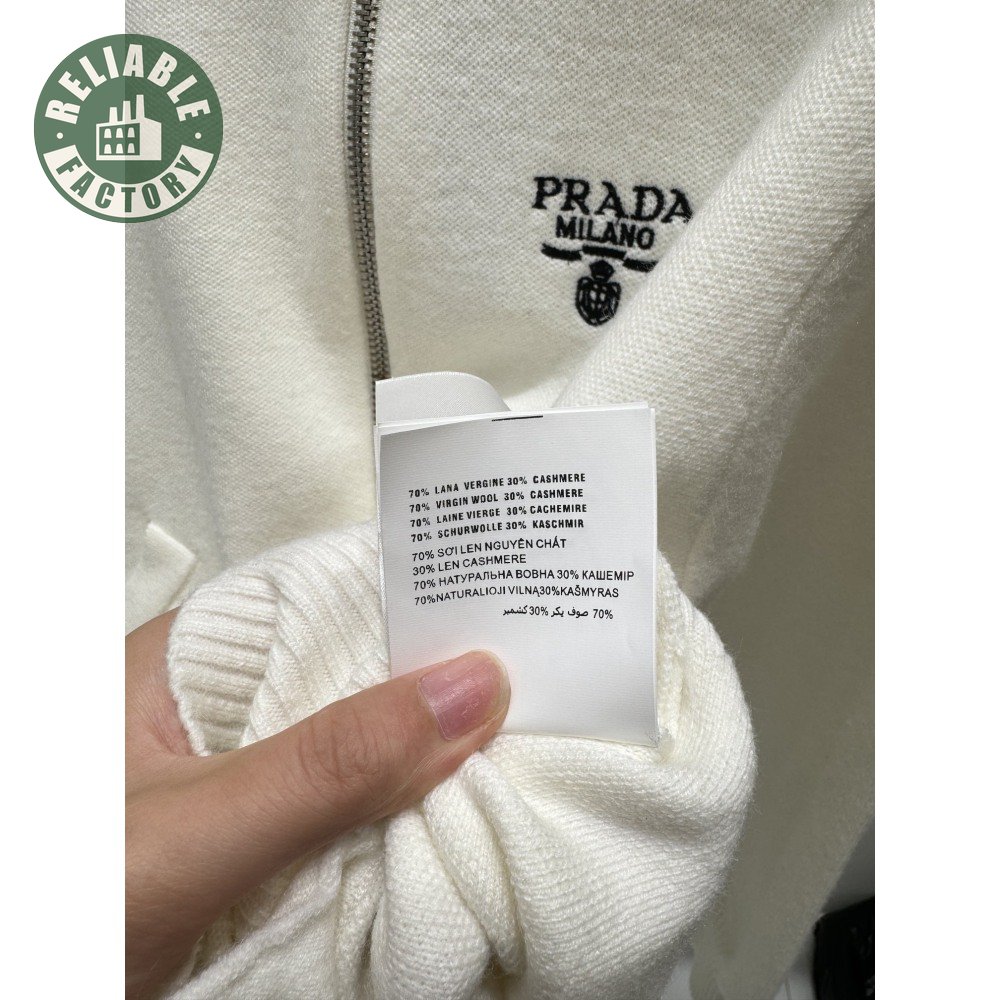 RELIABLE
FACTORY
PRADA
MILANO
70% LANA VERGINE 30% CASHMERE
70% VIRGIN WOOL 30% CASHMERE
70% LAINE VIERGE 30% CACHEMIRE
70% SCHURWOLLE 30% KASCHMIR
70% SƠI LEN NGUYÊN CHẤT
30% LEN CASHMERE
70% НАТУРАЛЬНА ВОВНА 30% КАШЕМІР
70%NATURALIOJI VILNĄ30%KAŠMYRAS
70% صوف بكر 30% كشمير